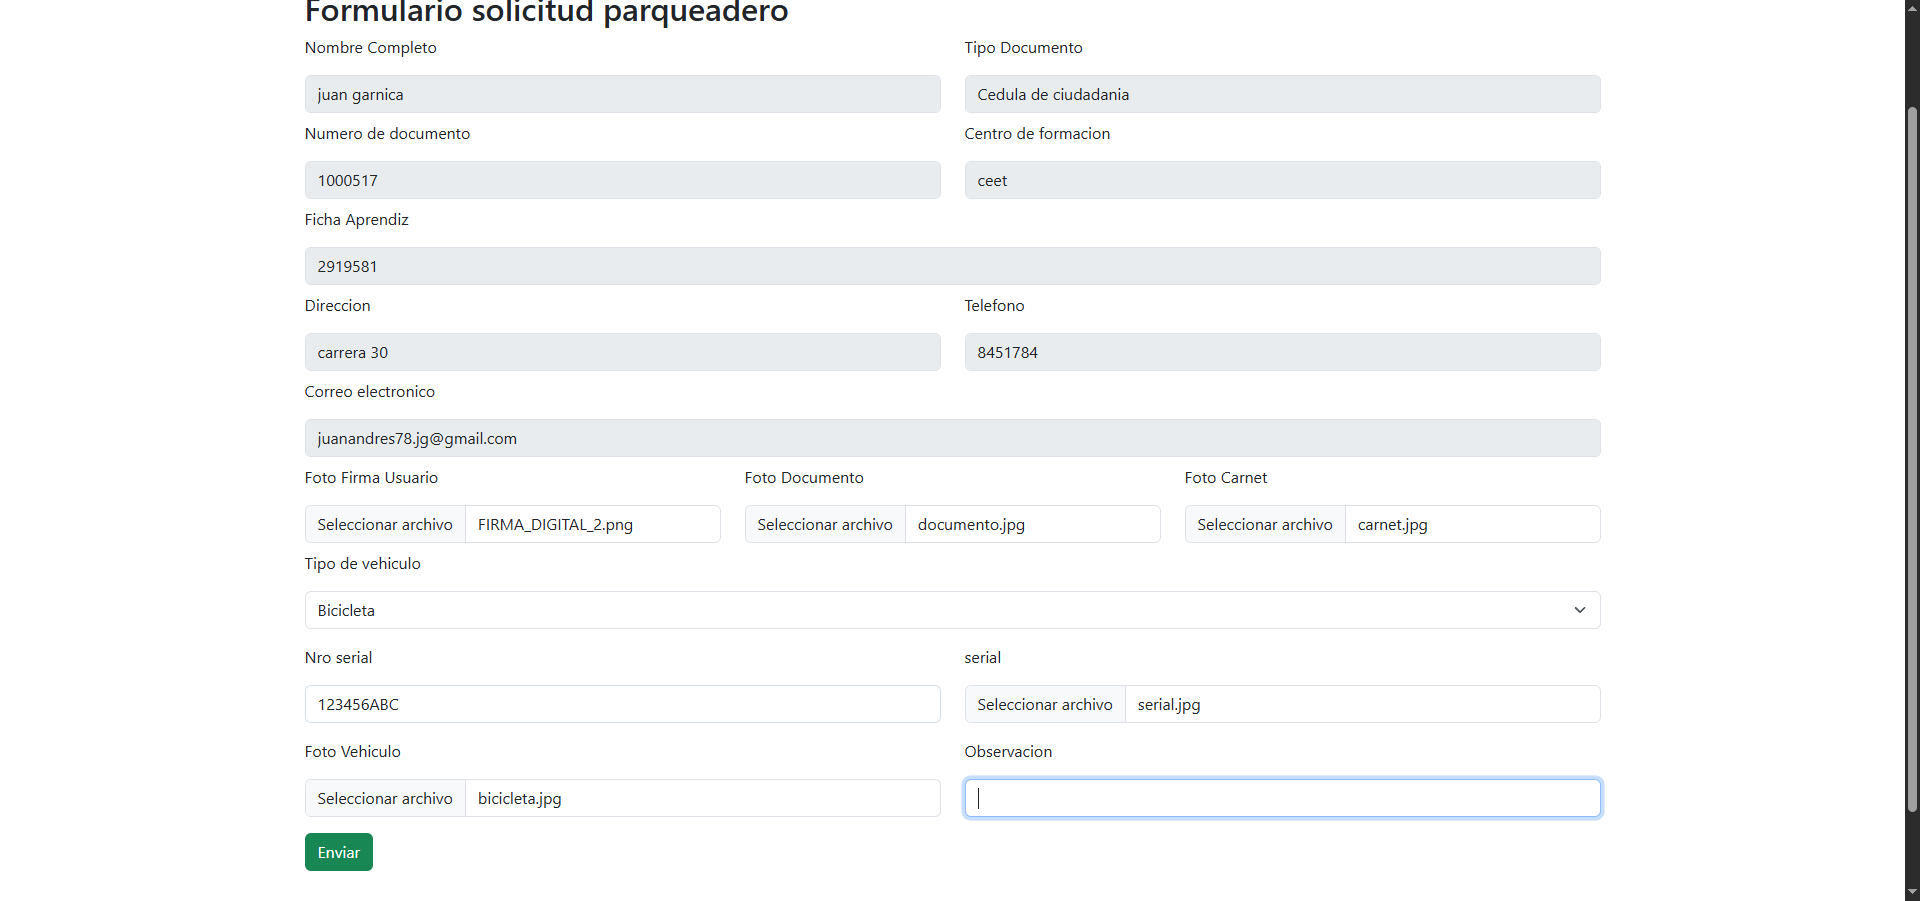 Formulario solicitud parqueadero
Nombre Completo
Tipo Documento
juan garnica
Cedula de ciudadania
Numero de documento
Centro de formacion
1000517
ceet
Ficha Aprendiz
2919581
Direccion
Telefono
carrera 30
8451784
Correo electronico
juanandres78.jg@gmail.com
Foto Firma Usuario
Foto Documento
Foto Carnet
Seleccionar archivo FIRMA_DIGITAL_2.png
Seleccionar archivo documento.jpg
Seleccionar archivo carnet.jpg
Tipo de vehiculo
Bicicleta
Nro serial
serial
123456ABC
Seleccionar archivo serial.jpg
Foto Vehiculo
Observacion
Seleccionar archivo bicicleta.jpg
Enviar